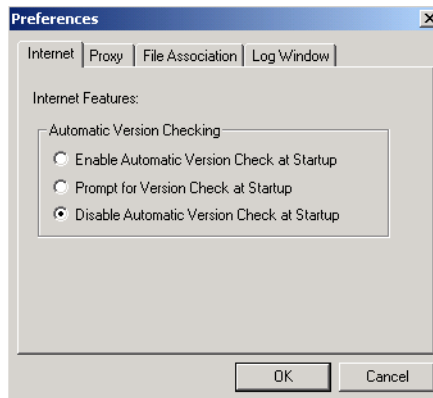 Preferences
Internet Proxy File Association Log Window
Internet Features:
Automatic Version Checking
Enable Automatic Version Check at Startup
Prompt for Version Check at Startup
Disable Automatic Version Check at Startup
OK Cancel